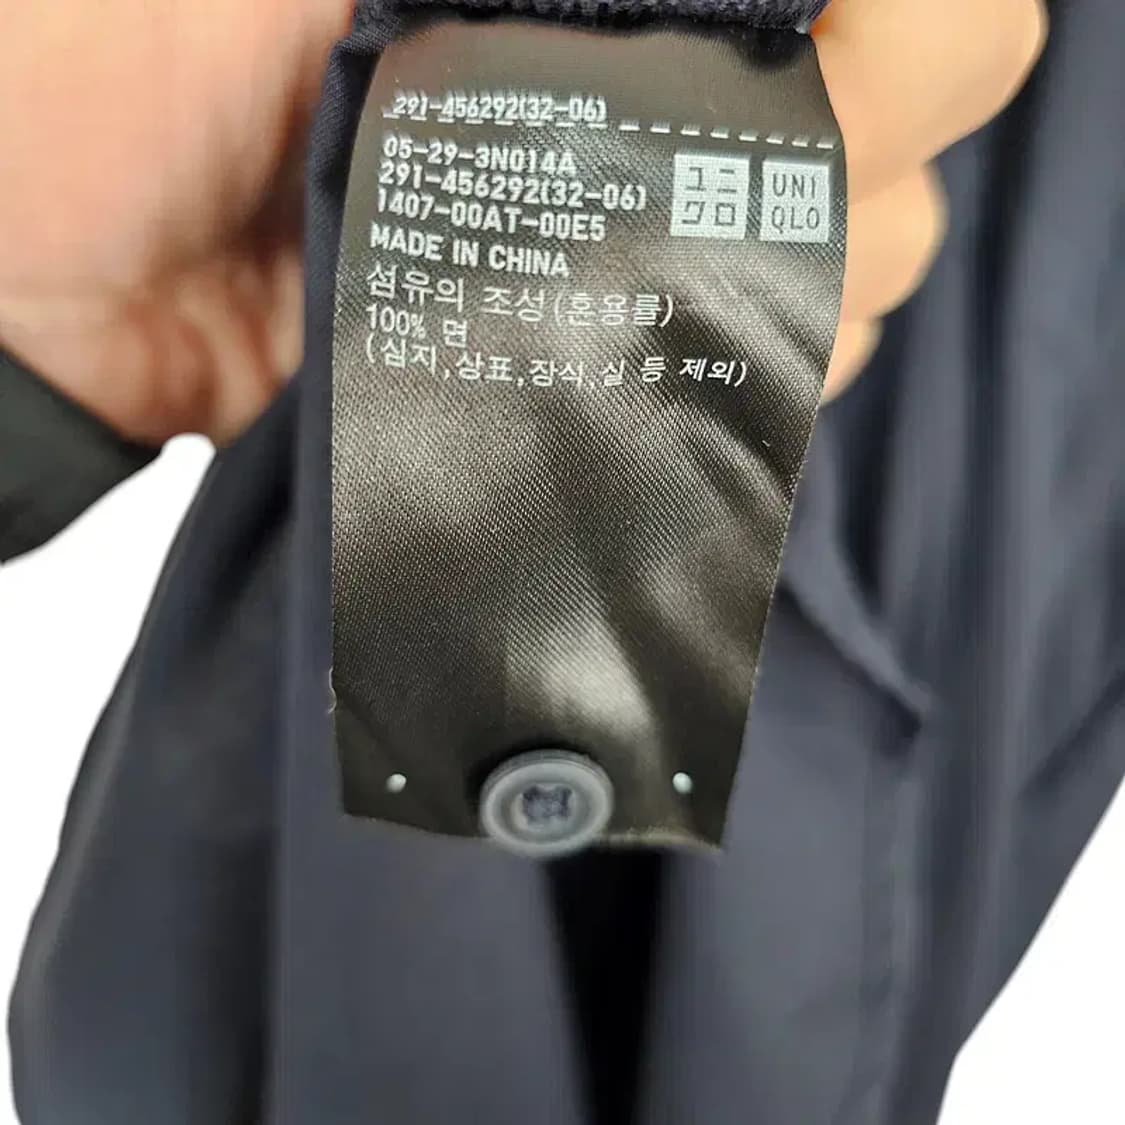 291-456292(32-06)
05-29-3N014A
291-456292(32-06)
1407-00AT-00E5
MADE IN CHINA
섬유의 조성(혼용률)
100% 면
(심지,상표,장식,실 등 제외)
ユニ
クロ
UNI
QLO